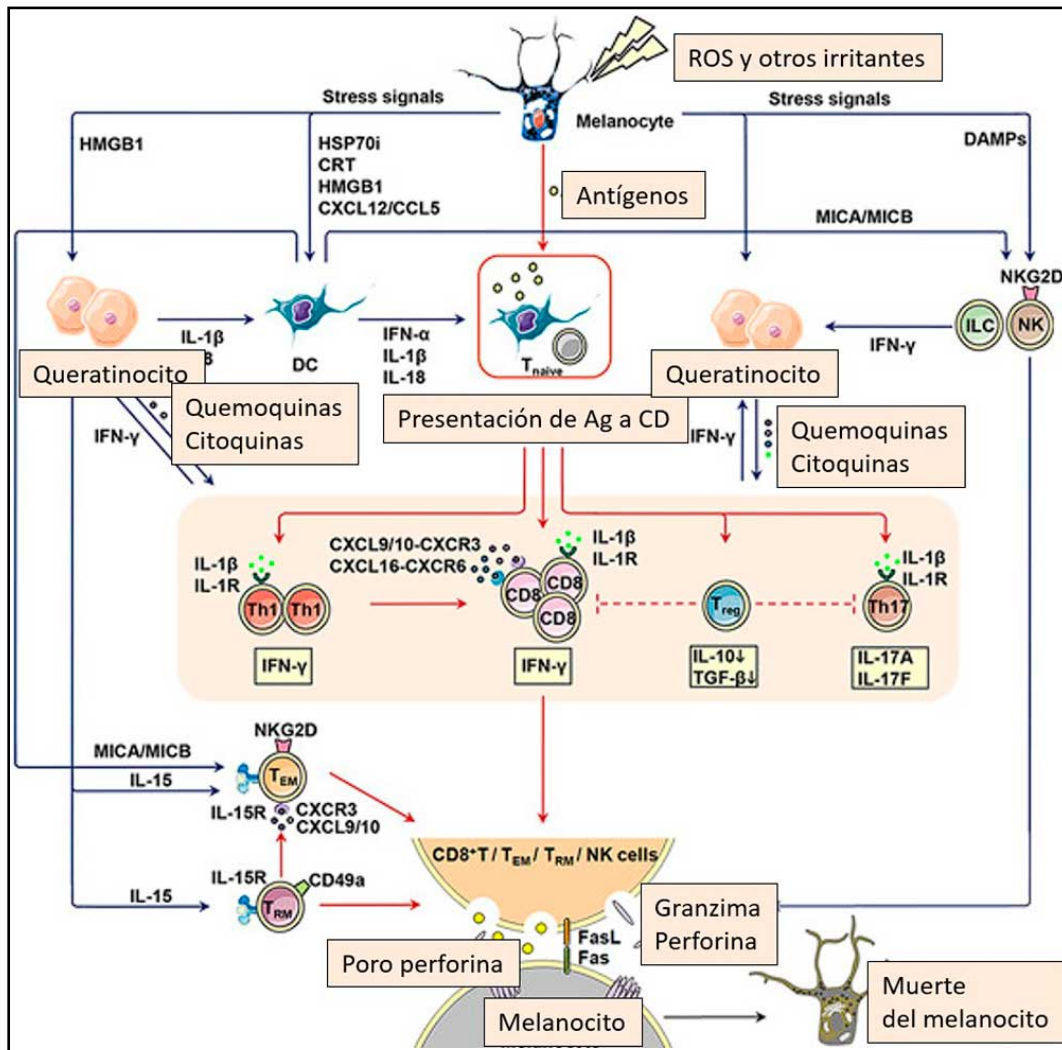 ROS y otros irritantes
Stress signals
Stress signals
Melanocyte
HMGB1
HSP70i
CRT
HMGB1
CXCL12/CCL5
DAMPs
Antígenos
MICA/MICB
NKG2D
ILC
NK
IL-1β
DC
IFN-α
IL-1β
IL-18
Tnaive
IFN-γ
Queratinocito
Queratinocito
Quemoquinas
Citoquinas
Presentación de Ag a CD
IFN-γ
IFN-γ
Quemoquinas
Citoquinas
IL-1β
IL-1R
CXCL9/10-CXCR3
CXCL16-CXCR6
IL-1β
IL-1R
IL-1β
IL-1R
Th1
Th1
CD8
CD8
CD8
Treg
Th17
IFN-γ
IFN-γ
IL-10↓
TGF-β↓
IL-17A
IL-17F
NKG2D
MICA/MICB
TEM
IL-15
IL-15R
CXCR3
CXCL9/10
IL-15R
CD49a
IL-15
TRM
CD8+T / TEM / TRM / NK cells
Granzima
Perforina
FasL
Fas
Poro perforina
Melanocito
Muerte
del melanocito